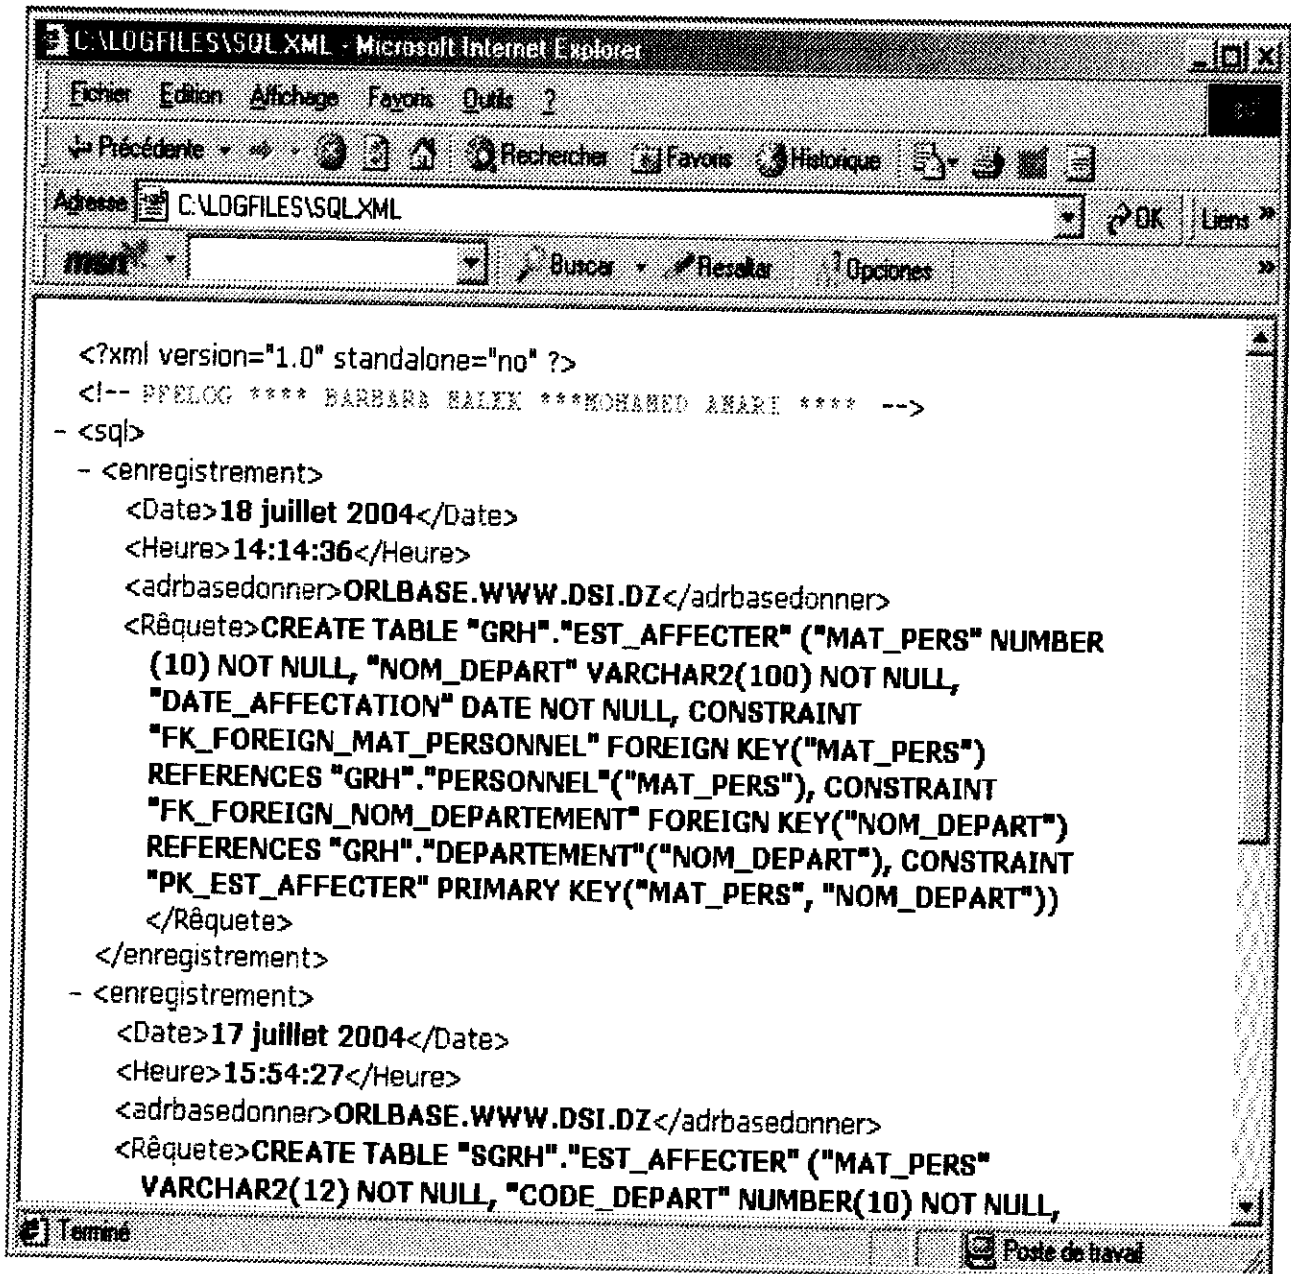 C:\LOGFILES\SQL.XML - Microsoft Internet Explorer
Fichier Edition Affichage Favoris Outils ?
Précédente Rechercher Favoris Historique
Adresse C:\LOGFILES\SQL.XML OK Liens »
msn Buscar Resaltar Opciones »
<?xml version="1.0" standalone="no" ?>
<!-- PFELOG **** BARBARA MALEK ***MOHAMED AMARI **** -->
- <sql>
- <enregistrement>
<Date>18 juillet 2004</Date>
<Heure>14:14:36</Heure>
<adrbasedonner>ORLBASE.WWW.DSI.DZ</adrbasedonner>
<Rêquete>CREATE TABLE "GRH"."EST_AFFECTER" ("MAT_PERS" NUMBER
(10) NOT NULL, "NOM_DEPART" VARCHAR2(100) NOT NULL,
"DATE_AFFECTATION" DATE NOT NULL, CONSTRAINT
"FK_FOREIGN_MAT_PERSONNEL" FOREIGN KEY("MAT_PERS")
REFERENCES "GRH"."PERSONNEL"("MAT_PERS"), CONSTRAINT
"FK_FOREIGN_NOM_DEPARTEMENT" FOREIGN KEY("NOM_DEPART")
REFERENCES "GRH"."DEPARTEMENT"("NOM_DEPART"), CONSTRAINT
"PK_EST_AFFECTER" PRIMARY KEY("MAT_PERS", "NOM_DEPART"))
</Rêquete>
</enregistrement>
- <enregistrement>
<Date>17 juillet 2004</Date>
<Heure>15:54:27</Heure>
<adrbasedonner>ORLBASE.WWW.DSI.DZ</adrbasedonner>
<Rêquete>CREATE TABLE "SGRH"."EST_AFFECTER" ("MAT_PERS"
VARCHAR2(12) NOT NULL, "CODE_DEPART" NUMBER(10) NOT NULL,
Terminé Poste de travail